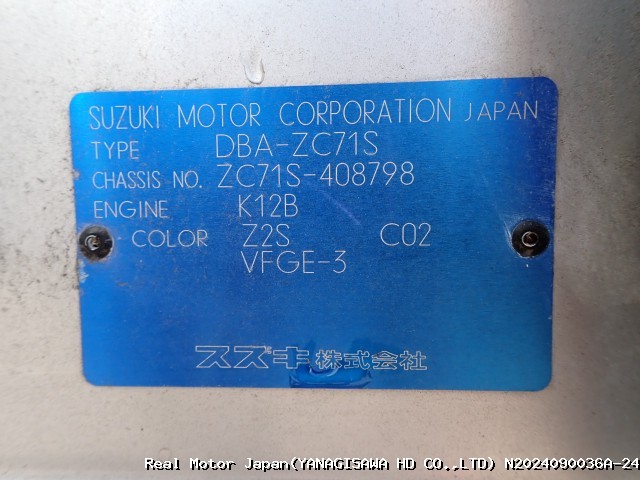 SUZUKI MOTOR CORPORATION JAPAN
TYPE DBA-ZC71S
CHASSIS NO. ZC71S-408798
ENGINE K12B
COLOR Z2S C02
VFGE-3
スズキ株式会社
Real Motor Japan(YANAGISAWA HD CO.,LTD) N2024090036A-24